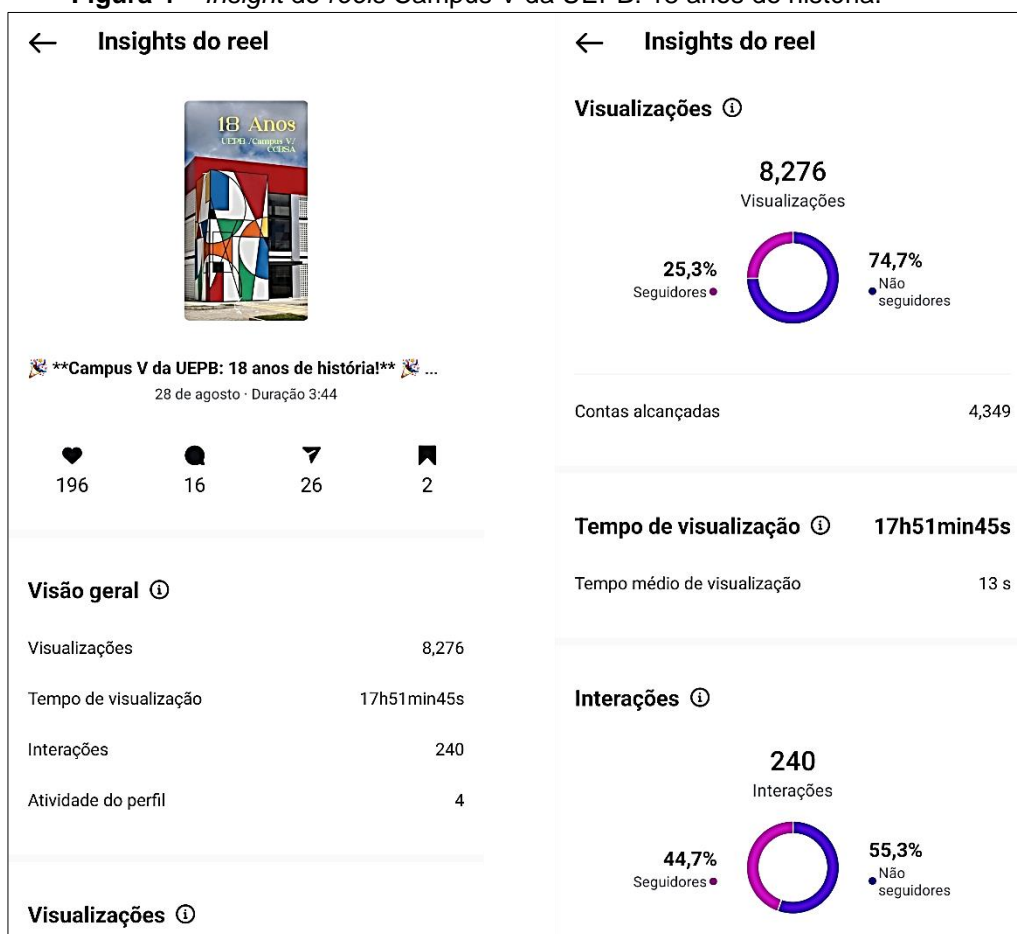 Figura 1 – Insight do reels Campus V da UEPB: 18 anos de história!
← Insights do reel
18 Anos
UEPB /Campus V/
CCBSA
🎉 **Campus V da UEPB: 18 anos de história!** 🎉 ...
28 de agosto · Duração 3:44
196 16 26 2
Visão geral
Visualizações 8,276
Tempo de visualização 17h51min45s
Interações 240
Atividade do perfil 4
Visualizações
← Insights do reel
Visualizações
8,276
Visualizações
25,3%
Seguidores
74,7%
Não
seguidores
Contas alcançadas 4,349
Tempo de visualização 17h51min45s
Tempo médio de visualização 13 s
Interações
240
Interações
44,7%
Seguidores
55,3%
Não
seguidores